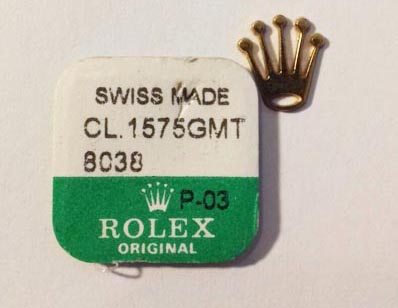 SWISS MADE
CL.1575GMT
8038
P-03
ROLEX
ORIGINAL